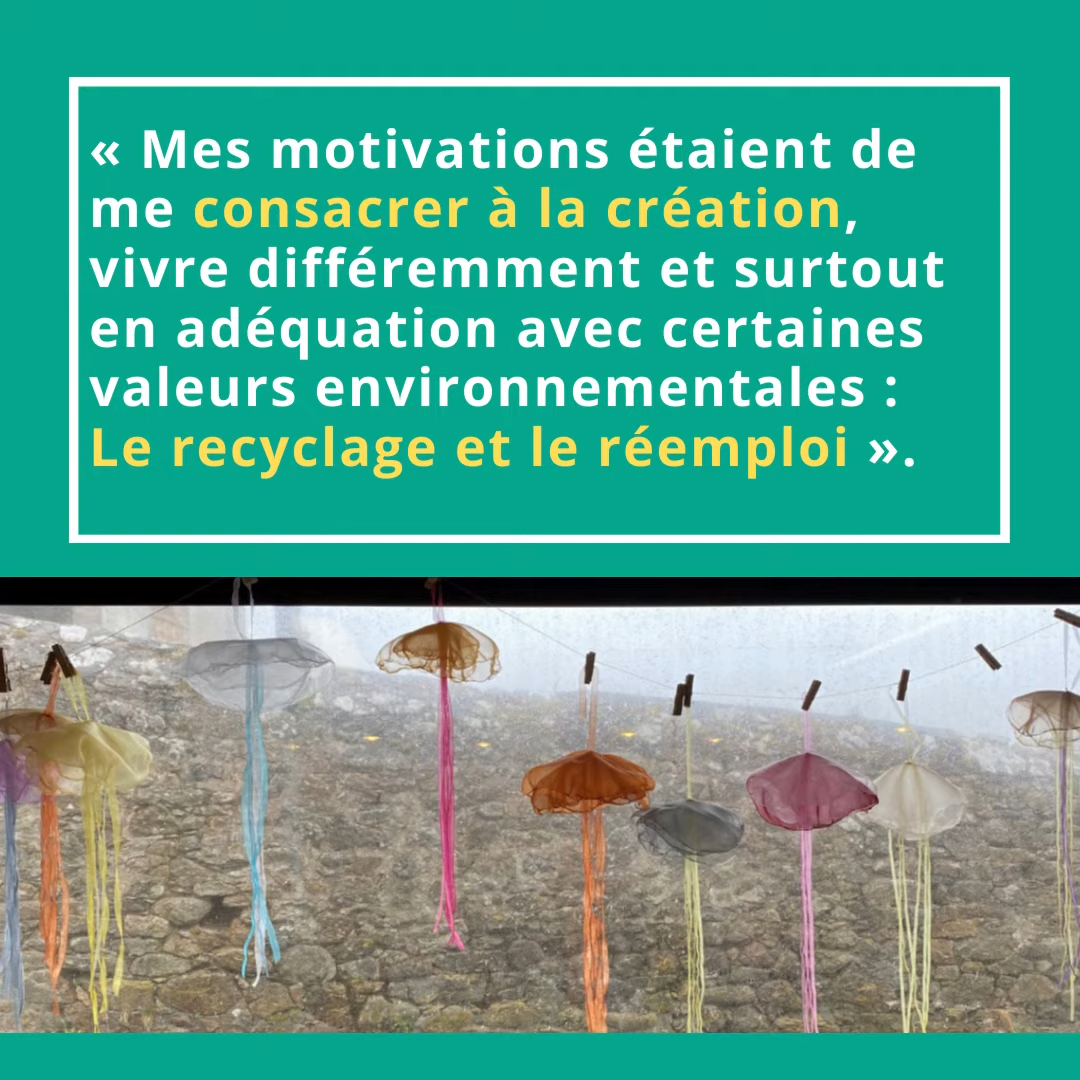 « Mes motivations étaient de
me consacrer à la création,
vivre différemment et surtout
en adéquation avec certaines
valeurs environnementales :
Le recyclage et le réemploi ».